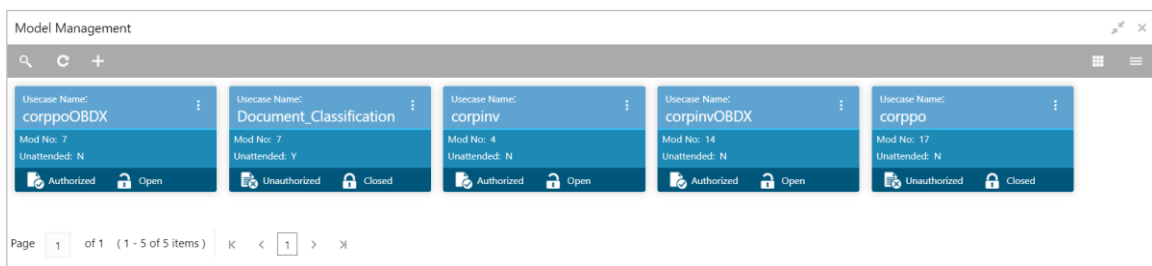 Model Management
Usecase Name:
corppoOBDX
Mod No: 7
Unattended: N
Authorized Open
Usecase Name:
Document_Classification
Mod No: 7
Unattended: Y
Unauthorized Closed
Usecase Name:
corpinv
Mod No: 4
Unattended: N
Authorized Open
Usecase Name:
corpinvOBDX
Mod No: 14
Unattended: N
Authorized Open
Usecase Name:
corppo
Mod No: 17
Unattended: N
Unauthorized Closed
Page 1 of 1 ( 1 - 5 of 5 items ) 1